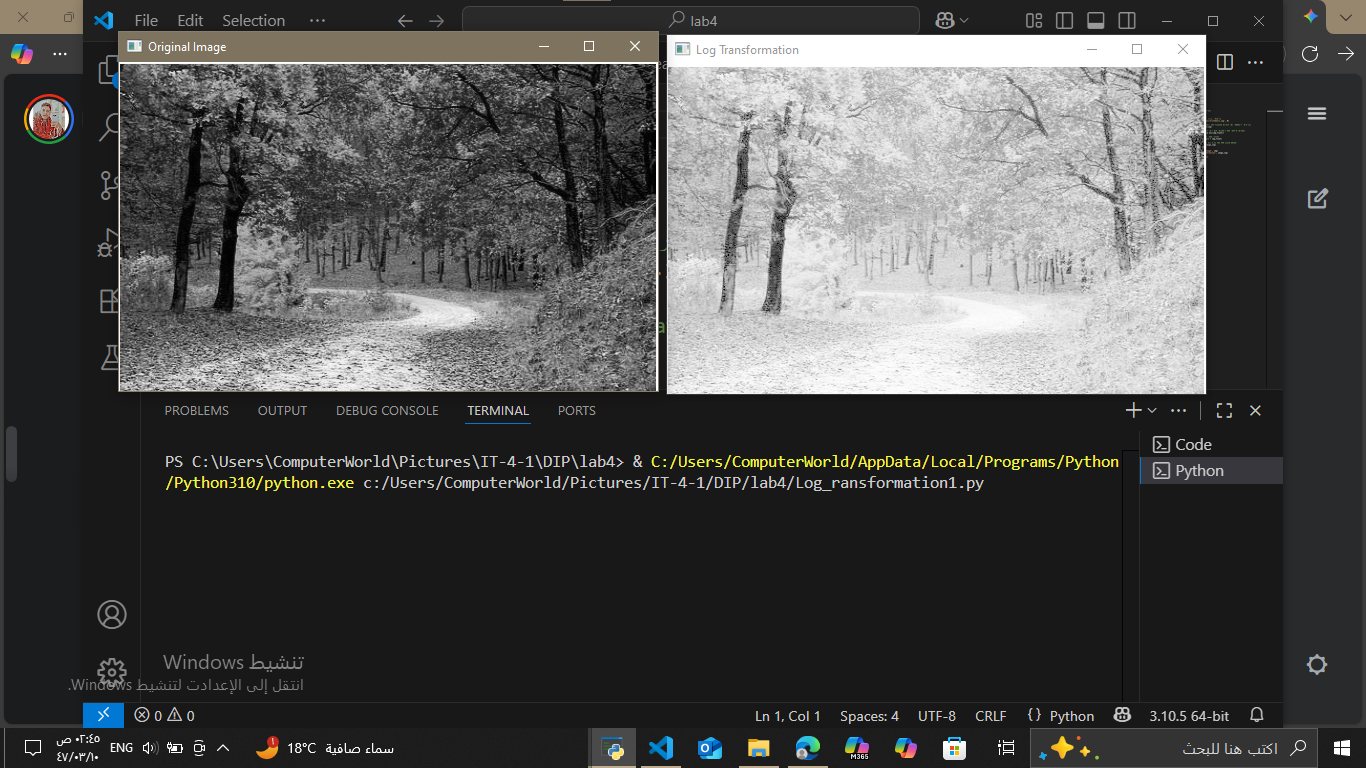 File Edit Selection ···
lab4
Original Image
Log Transformation
PROBLEMS OUTPUT DEBUG CONSOLE TERMINAL PORTS
PS C:\Users\ComputerWorld\Pictures\IT-4-1\DIP\lab4> & C:/Users/ComputerWorld/AppData/Local/Programs/Python
/Python310/python.exe c:/Users/ComputerWorld/Pictures/IT-4-1/DIP/lab4/Log_ransformation1.py
Code
Python
تنشيط Windows
انتقل إلى الإعدادت لتنشيط Windows.
0 0
Ln 1, Col 1 Spaces: 4 UTF-8 CRLF {} Python 3.10.5 64-bit
ENG
٠٢:٤٥ ص
٤٧/٠٣/١٠
1
18°C سماء صافية
M365
اكتب هنا للبحث